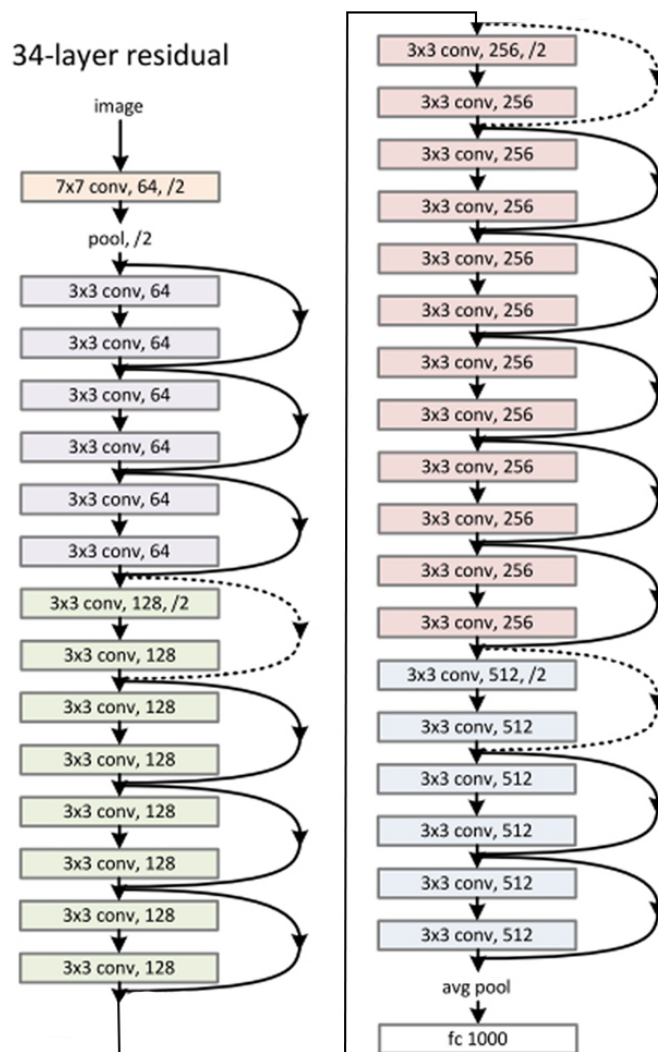 34-layer residual
image
7x7 conv, 64, /2
pool, /2
3x3 conv, 64
3x3 conv, 64
3x3 conv, 64
3x3 conv, 64
3x3 conv, 64
3x3 conv, 64
3x3 conv, 128, /2
3x3 conv, 128
3x3 conv, 128
3x3 conv, 128
3x3 conv, 128
3x3 conv, 128
3x3 conv, 128
3x3 conv, 128
3x3 conv, 256, /2
3x3 conv, 256
3x3 conv, 256
3x3 conv, 256
3x3 conv, 256
3x3 conv, 256
3x3 conv, 256
3x3 conv, 256
3x3 conv, 256
3x3 conv, 256
3x3 conv, 256
3x3 conv, 256
3x3 conv, 512, /2
3x3 conv, 512
3x3 conv, 512
3x3 conv, 512
3x3 conv, 512
3x3 conv, 512
avg pool
fc 1000